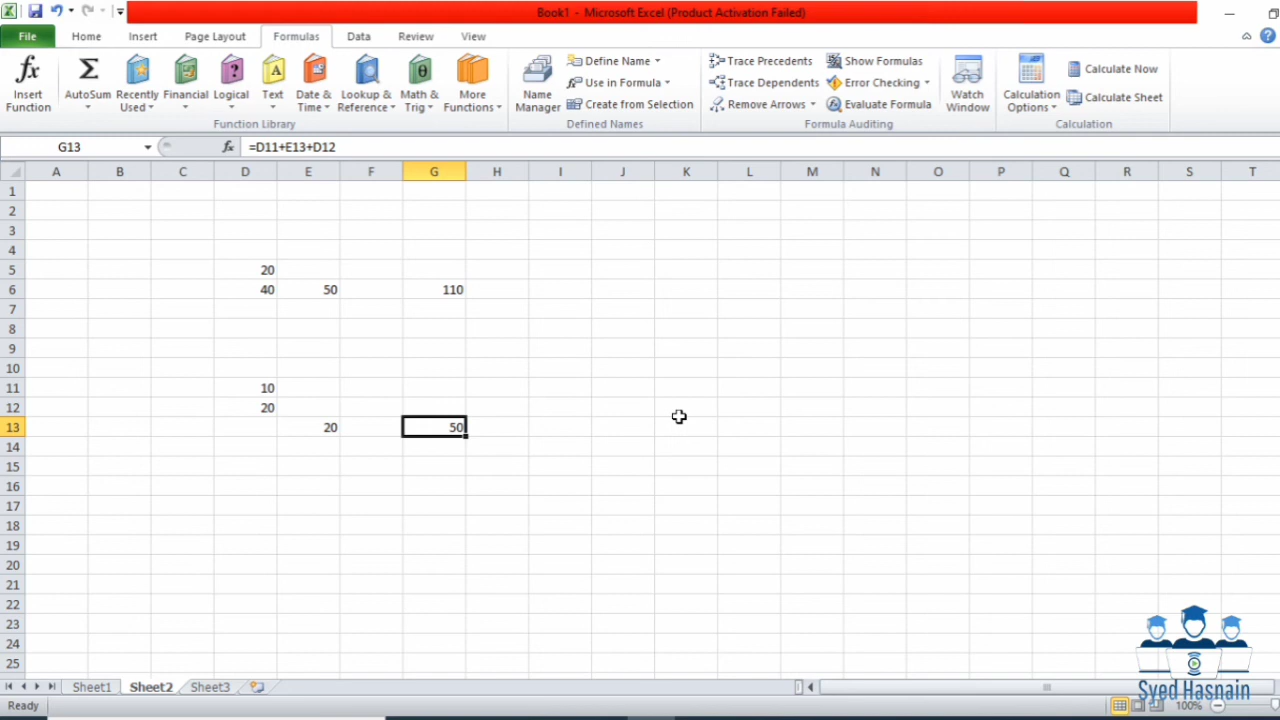 Book1 - Microsoft Excel (Product Activation Failed)
File Home Insert Page Layout Formulas Data Review View
Insert Function
AutoSum
Recently Used
Financial
Logical
Text
Date & Time
Lookup & Reference
Math & Trig
More Functions
Function Library
Name Manager
Define Name
Use in Formula
Create from Selection
Defined Names
Trace Precedents
Trace Dependents
Remove Arrows
Show Formulas
Error Checking
Evaluate Formula
Formula Auditing
Watch Window
Calculation Options
Calculate Now
Calculate Sheet
Calculation
G13 fx =D11+E13+D12
A B C D E F G H I J K L M N O P Q R S T
1
2
3
4
5 20
6 40 50 110
7
8
9
10
11 10
12 20
13 20 50
14
15
16
17
18
19
20
21
22
23
24
25
Syed Hasnain
Sheet1 Sheet2 Sheet3
Ready 100%